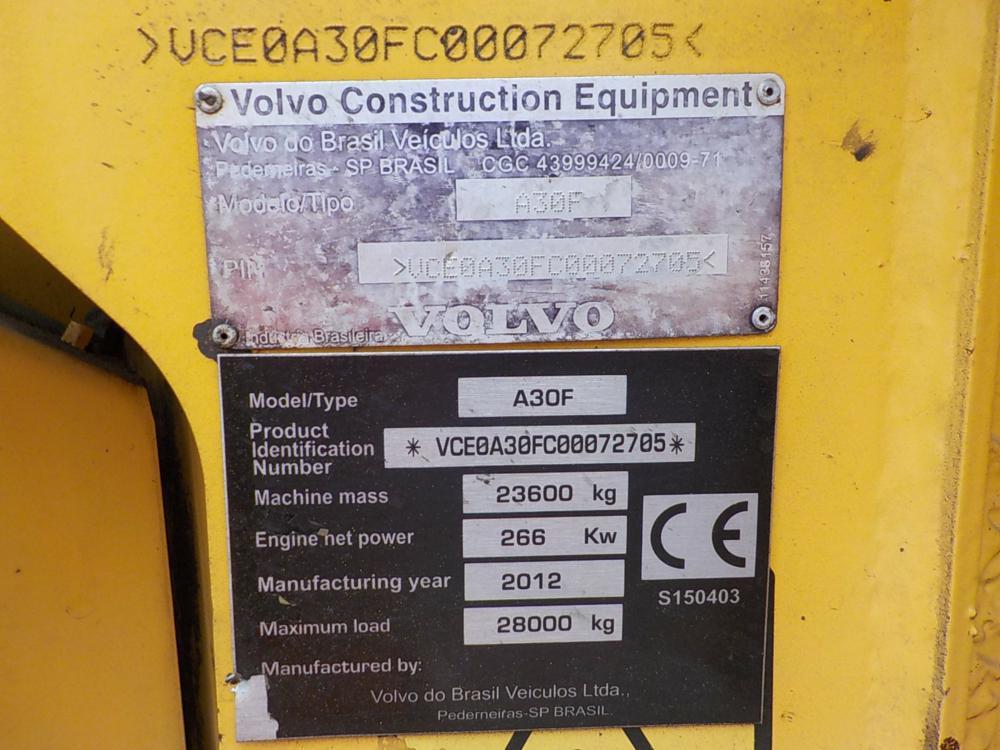 >VCE0A30FC00072705<
Volvo Construction Equipment
Volvo do Brasil Veículos Ltda.
Pederneiras - SP BRASIL CGC 43999424/0009-71
Modelo/Tipo A30F
PIN >VCE0A30FC00072705<
11438157
Indústria Brasileira VOLVO
Model/Type A30F
Product
Identification
Number * VCE0A30FC00072705*
Machine mass 23600 kg
Engine net power 266 Kw
Manufacturing year 2012
Maximum load 28000 kg
CE
S150403
Manufactured by:
Volvo do Brasil Veiculos Ltda.,
Pederneiras-SP BRASIL.